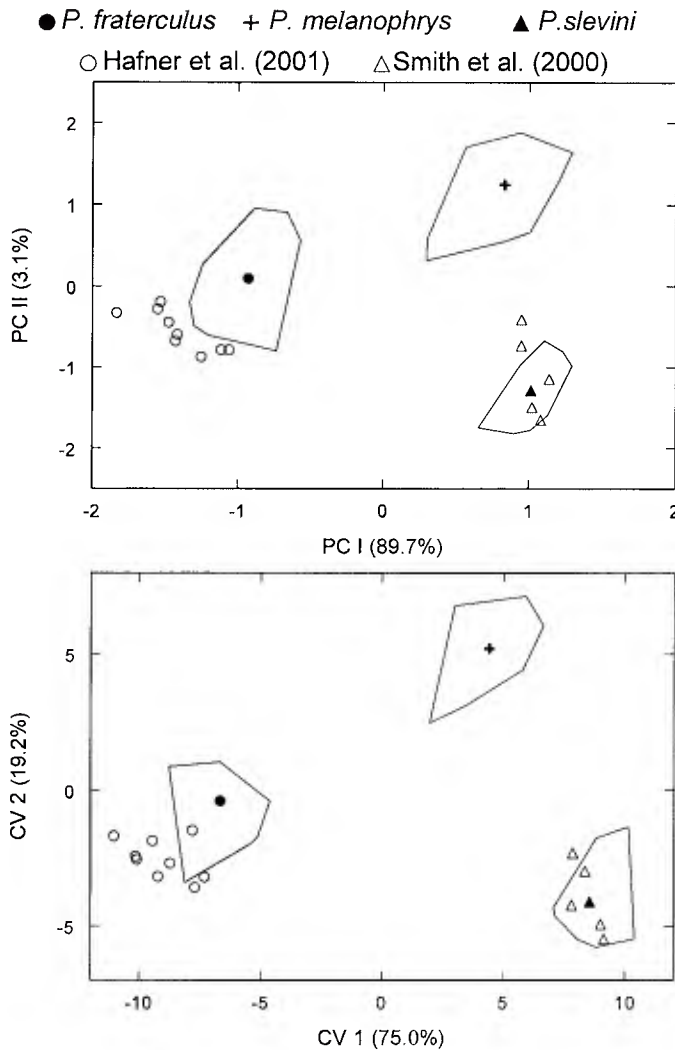 ● P. fraterculus + P. melanophrys ▲ P.slevini
○ Hafner et al. (2001) △ Smith et al. (2000)
2
1
0
-1
-2
PC II (3.1%)
-2 -1 0 1 2
PC I (89.7%)
5
0
-5
CV 2 (19.2%)
-10 -5 0 5 10
CV 1 (75.0%)